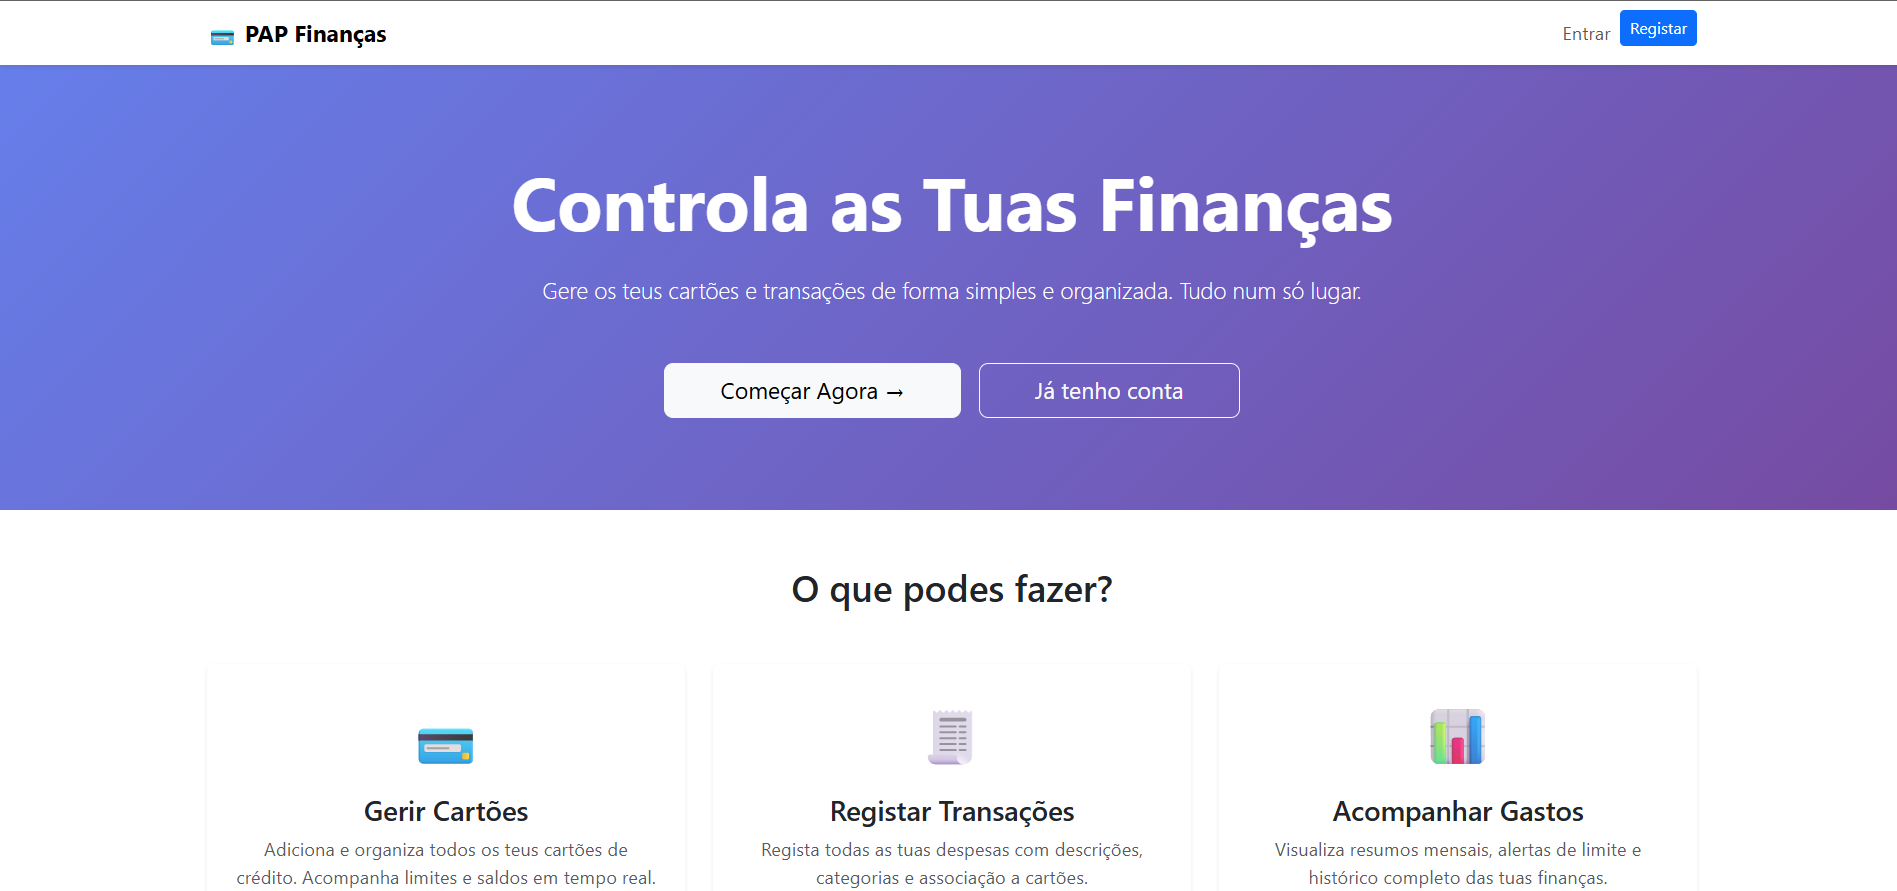 PAP Finanças
Entrar
Registar
Controla as Tuas Finanças
Gere os teus cartões e transações de forma simples e organizada. Tudo num só lugar.
Começar Agora →
Já tenho conta
O que podes fazer?
Gerir Cartões
Adiciona e organiza todos os teus cartões de
crédito. Acompanha limites e saldos em tempo real.
Registar Transações
Regista todas as tuas despesas com descrições,
categorias e associação a cartões.
Acompanhar Gastos
Visualiza resumos mensais, alertas de limite e
histórico completo das tuas finanças.